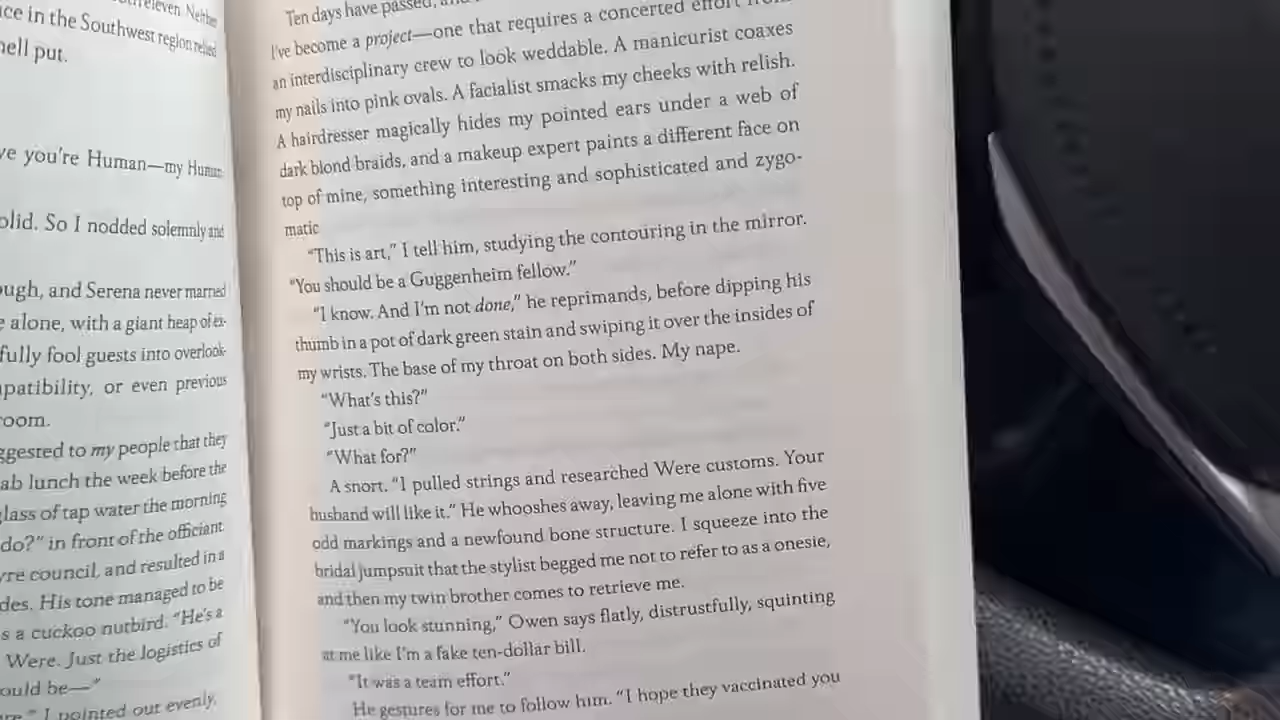 nce in the Southwest region relied
hell put.
ve you're Human—my Human
olid. So I nodded solemnly and
ough, and Serena never married
e alone, with a giant heap of ex-
fully fool guests into overlook-
patibility, or even previous
room.
ggested to my people that they
ab lunch the week before the
glass of tap water the morning
do?" in front of the officiant
yre council, and resulted in a
des. His tone managed to be
s a cuckoo nutbird. "He's a
Were. Just the logistics of
ould be—"
I pointed out evenly.
Ten days have passed, and
I've become a project—one that requires a concerted effort from
an interdisciplinary crew to look weddable. A manicurist coaxes
my nails into pink ovals. A facialist smacks my cheeks with relish.
A hairdresser magically hides my pointed ears under a web of
dark blond braids, and a makeup expert paints a different face on
top of mine, something interesting and sophisticated and zygo-
matic
"This is art," I tell him, studying the contouring in the mirror.
"You should be a Guggenheim fellow."
"I know. And I'm not done," he reprimands, before dipping his
thumb in a pot of dark green stain and swiping it over the insides of
my wrists. The base of my throat on both sides. My nape.
"What's this?"
"Just a bit of color."
"What for?"
A snort. "I pulled strings and researched Were customs. Your
husband will like it." He whooshes away, leaving me alone with five
odd markings and a newfound bone structure. I squeeze into the
bridal jumpsuit that the stylist begged me not to refer to as a onesie,
and then my twin brother comes to retrieve me.
"You look stunning," Owen says flatly, distrustfully, squinting
at me like I'm a fake ten-dollar bill.
"It was a team effort."
He gestures for me to follow him. "I hope they vaccinated you